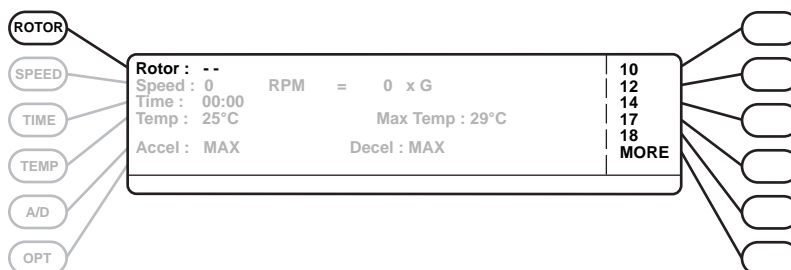 ROTOR
SPEED
TIME
TEMP
A/D
OPT
Rotor : - -
Speed : 0 RPM = 0 x G
Time : 00:00
Temp : 25°C Max Temp : 29°C
Accel : MAX Decel : MAX
10
12
14
17
18
MORE